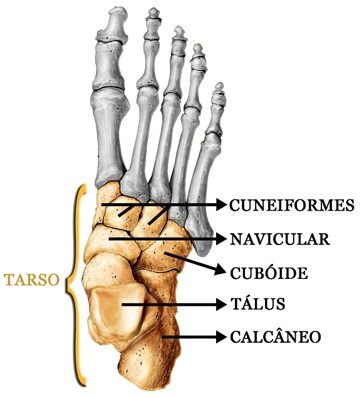 CUNEIFORMES
NAVICULAR
CUBÓIDE
TARSO
TÁLUS
CALCÂNEO